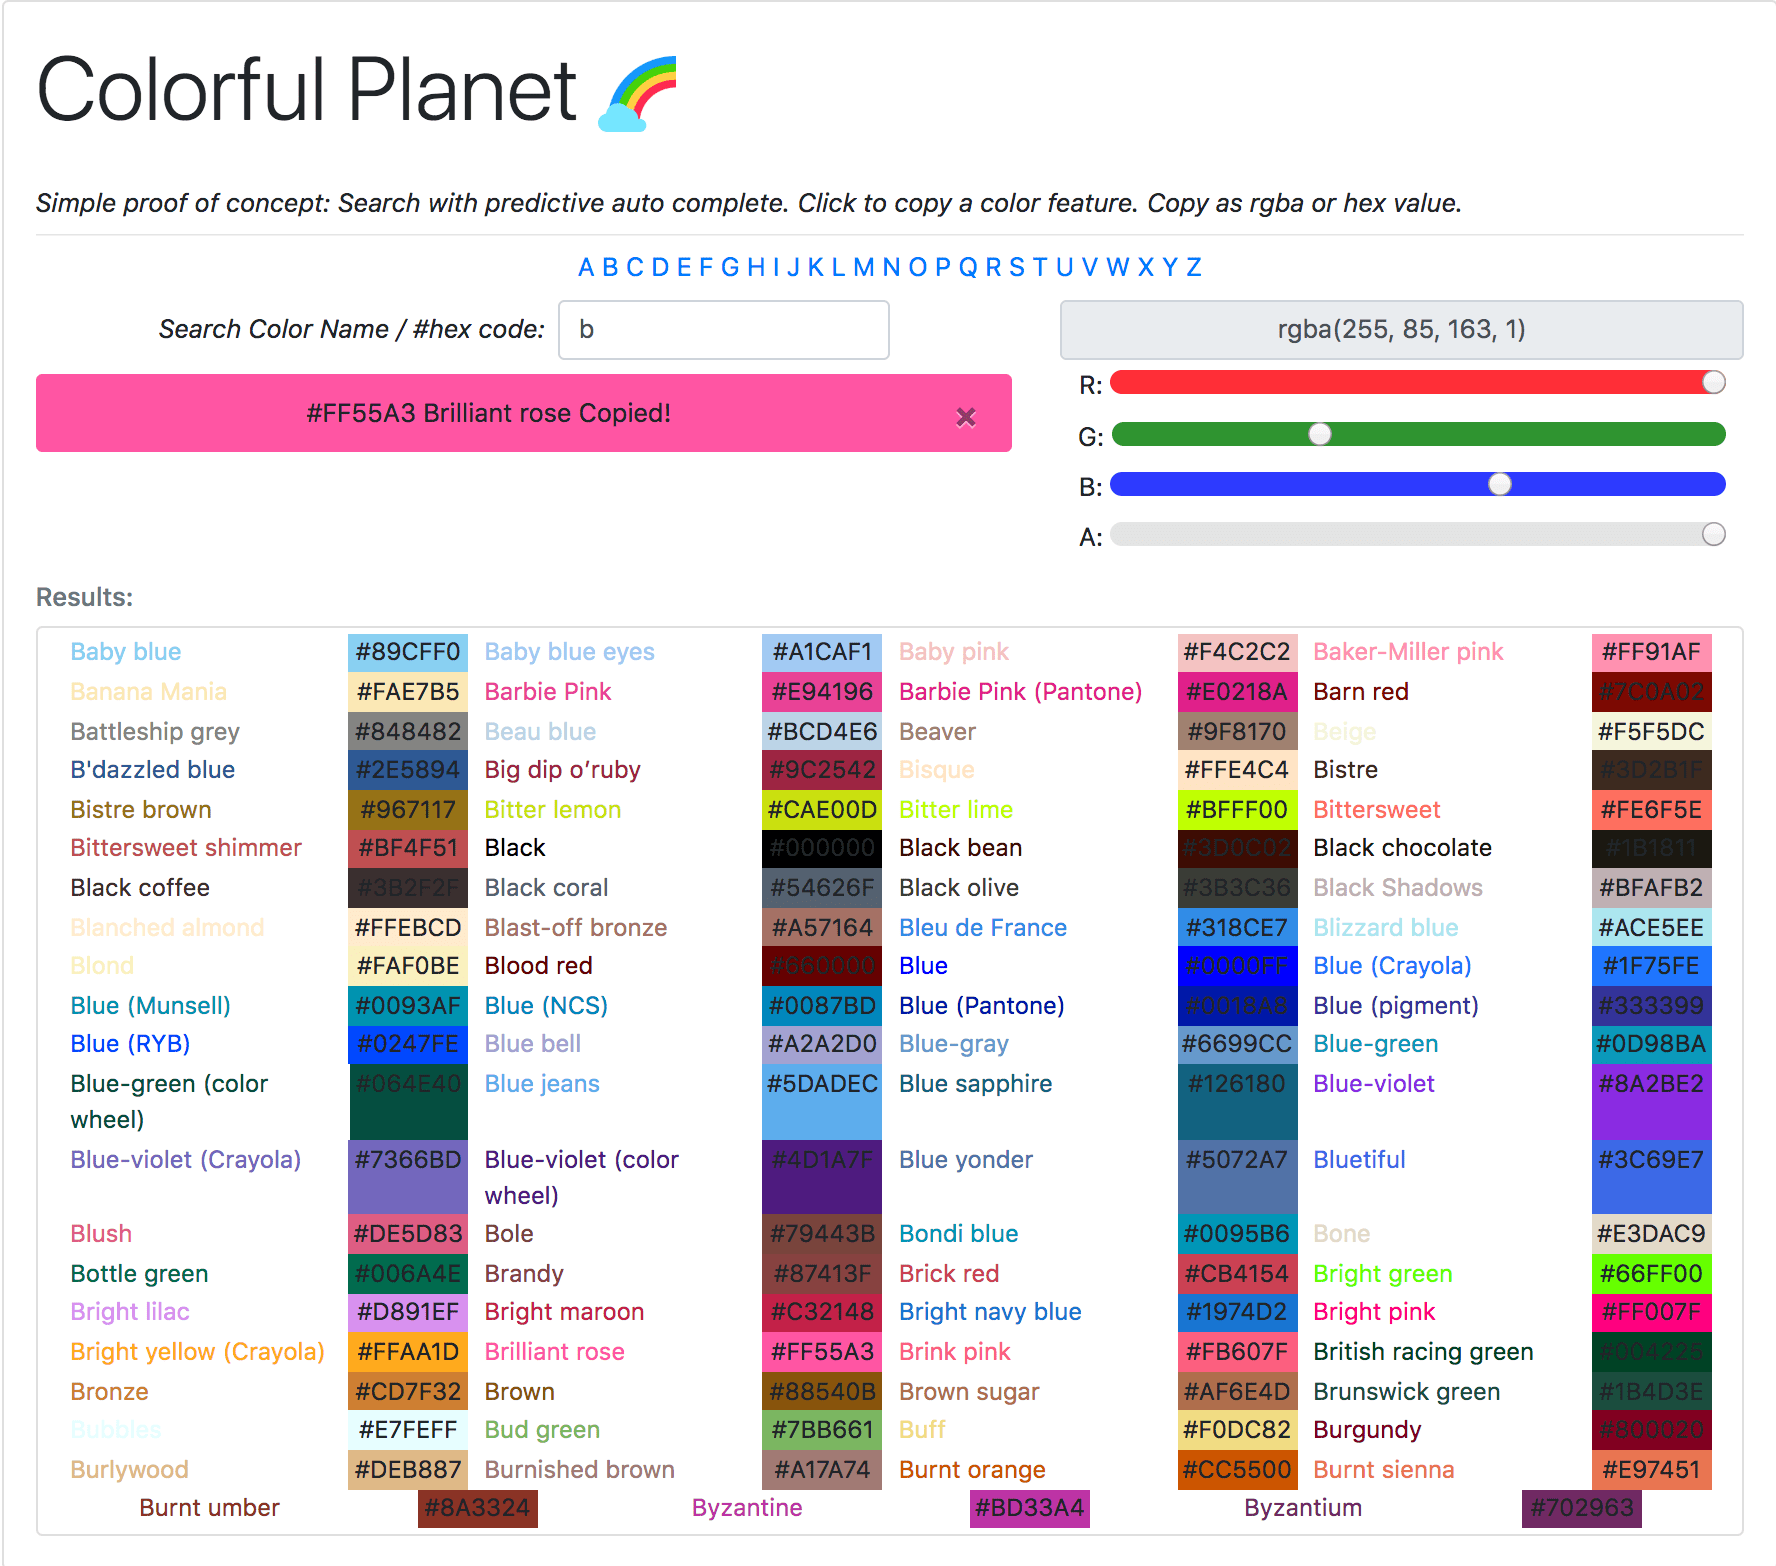 Colorful Planet
Simple proof of concept: Search with predictive auto complete. Click to copy a color feature. Copy as rgba or hex value.
A B C D E F G H I J K L M N O P Q R S T U V W X Y Z
Search Color Name / #hex code: b
rgba(255, 85, 163, 1)
#FF55A3 Brilliant rose Copied! ×
R:
G:
B:
A:
Results:
Baby blue #89CFF0 Baby blue eyes #A1CAF1 Baby pink #F4C2C2 Baker-Miller pink #FF91AF
Banana Mania #FAE7B5 Barbie Pink #E94196 Barbie Pink (Pantone) #E0218A Barn red #7C0A02
Battleship grey #848482 Beau blue #BCD4E6 Beaver #9F8170 Beige #F5F5DC
B'dazzled blue #2E5894 Big dip o’ruby #9C2542 Bisque #FFE4C4 Bistre #3D2B1F
Bistre brown #967117 Bitter lemon #CAE00D Bitter lime #BFFF00 Bittersweet #FE6F5E
Bittersweet shimmer #BF4F51 Black #000000 Black bean #3D0C02 Black chocolate #1B1811
Black coffee #3B2F2F Black coral #54626F Black olive #3B3C36 Black Shadows #BFAFB2
Blanched almond #FFEBCD Blast-off bronze #A57164 Bleu de France #318CE7 Blizzard blue #ACE5EE
Blond #FAF0BE Blood red #660000 Blue #0000FF Blue (Crayola) #1F75FE
Blue (Munsell) #0093AF Blue (NCS) #0087BD Blue (Pantone) #0018A8 Blue (pigment) #333399
Blue (RYB) #0247FE Blue bell #A2A2D0 Blue-gray #6699CC Blue-green #0D98BA
Blue-green (color #064E40 Blue jeans #5DADEC Blue sapphire #126180 Blue-violet #8A2BE2
wheel)
Blue-violet (Crayola) #7366BD Blue-violet (color #4D1A7F Blue yonder #5072A7 Bluetiful #3C69E7
wheel)
Blush #DE5D83 Bole #79443B Bondi blue #0095B6 Bone #E3DAC9
Bottle green #006A4E Brandy #87413F Brick red #CB4154 Bright green #66FF00
Bright lilac #D891EF Bright maroon #C32148 Bright navy blue #1974D2 Bright pink #FF007F
Bright yellow (Crayola) #FFAA1D Brilliant rose #FF55A3 Brink pink #FB607F British racing green #004225
Bronze #CD7F32 Brown #88540B Brown sugar #AF6E4D Brunswick green #1B4D3E
Bubbles #E7FEFF Bud green #7BB661 Buff #F0DC82 Burgundy #800020
Burlywood #DEB887 Burnished brown #A17A74 Burnt orange #CC5500 Burnt sienna #E97451
Burnt umber #8A3324 Byzantine #BD33A4 Byzantium #702963